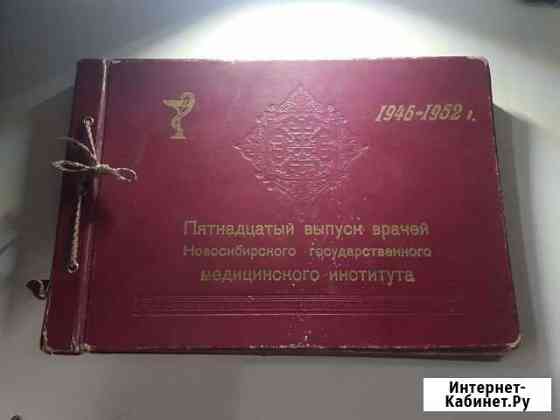 1946-1952 г.
Пятнадцатый выпуск врачей
Новосибирского государственного
медицинского института
Интернет-
Кабинет.Ру